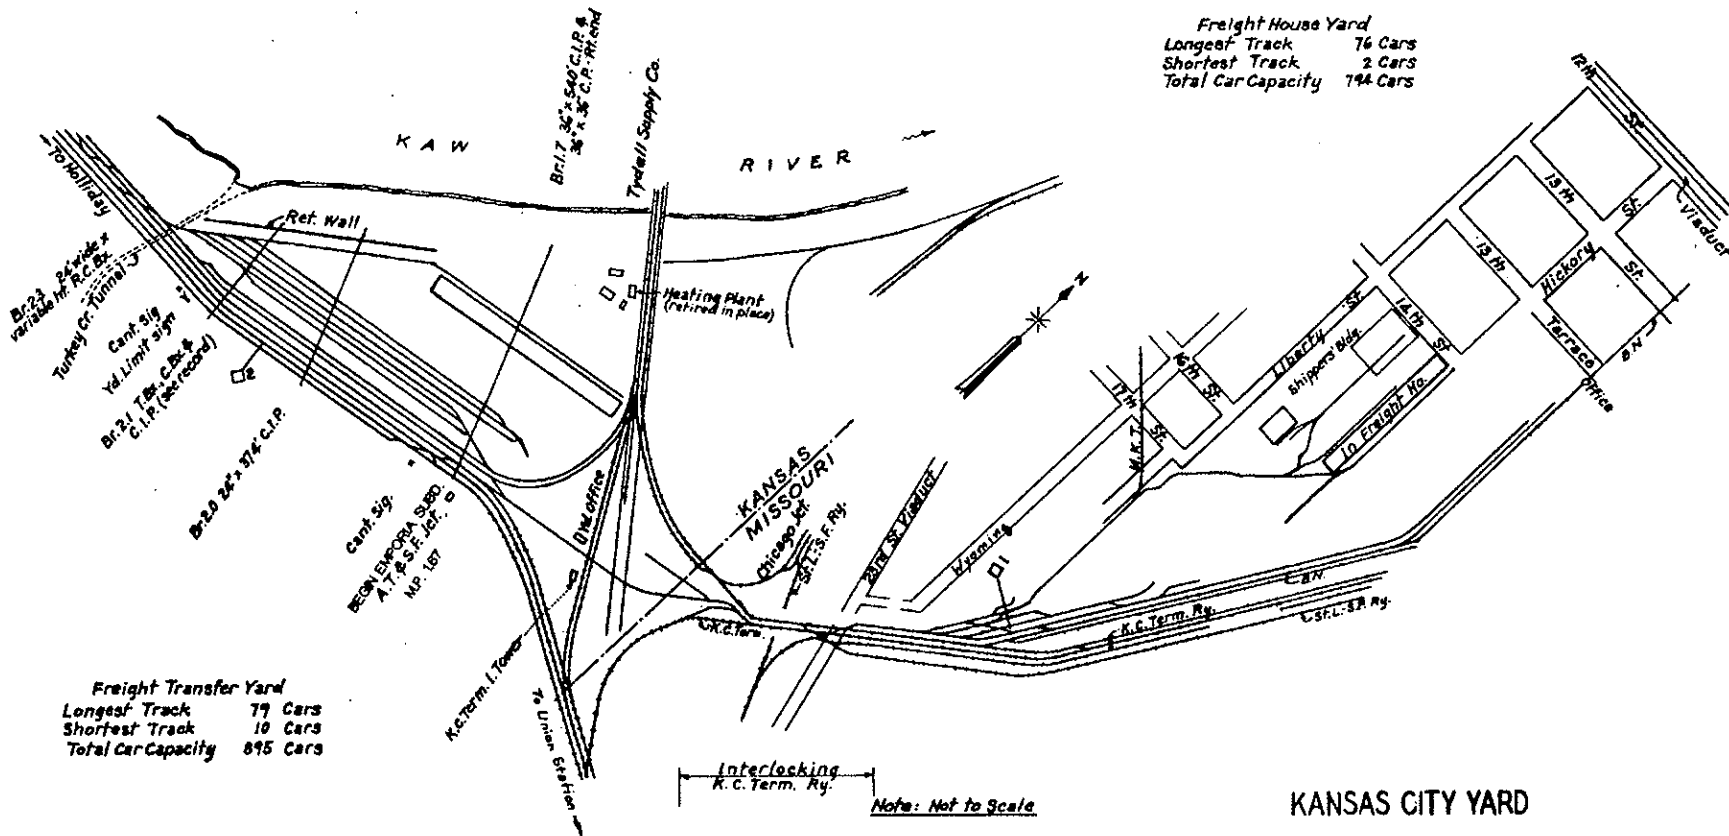 Freight House Yard
Longest Track 76 Cars
Shortest Track 2 Cars
Total Car Capacity 794 Cars
KAW
RIVER
Br. 1.7 36" x 540' C.I.P. &
36" x 36' C.P. - Rt. end
Tydall Supply Co.
To Holliday
Ret. Wall
Br. 2.3 24' wide x
variable Ht. R.C. Bx.
Turkey Cr. Tunnel
Cant. Sig.
Yd. Limit sign
Br. 2.1 T. Bx., C. Bx. &
C.I.P. (see record)
2
Br. 2.0 24" x 374' C.I.P.
Heating Plant
(retired in place)
N
Cant. Sig.
BEGIN EMPORIA SUBD.
A.T. & S.F. Jct.
M.P. 1.87
Yd. office
KANSAS
MISSOURI
Chicago Jct.
St. L.-S.F. Ry.
23rd St. Viaduct
Wyoming
M.K.T.
17th
St.
16th St.
Liberty
St.
Shippers' Bldg.
14th
St.
In Freight Ho.
13th
13th
St.
Hickory
St.
12th
St.
Viaduct
Terrace
Office
B.N.
1
B.N.
K.C. Term. Ry.
St. L.-S.F. Ry.
K.C. Term.
K.C. Term. I. Tower
To Union Station
Freight Transfer Yard
Longest Track 79 Cars
Shortest Track 10 Cars
Total Car Capacity 895 Cars
Interlocking
K.C. Term. Ry.
Note: Not to Scale
KANSAS CITY YARD